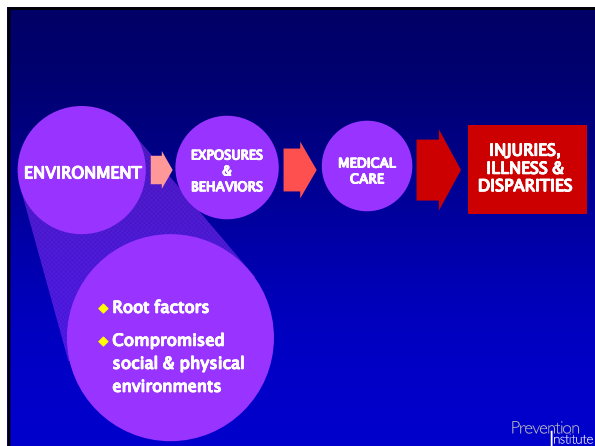 ENVIRONMENT
EXPOSURES
&
BEHAVIORS
MEDICAL
CARE
INJURIES,
ILLNESS &
DISPARITIES
Root factors
Compromised
social & physical
environments
Prevention
Institute